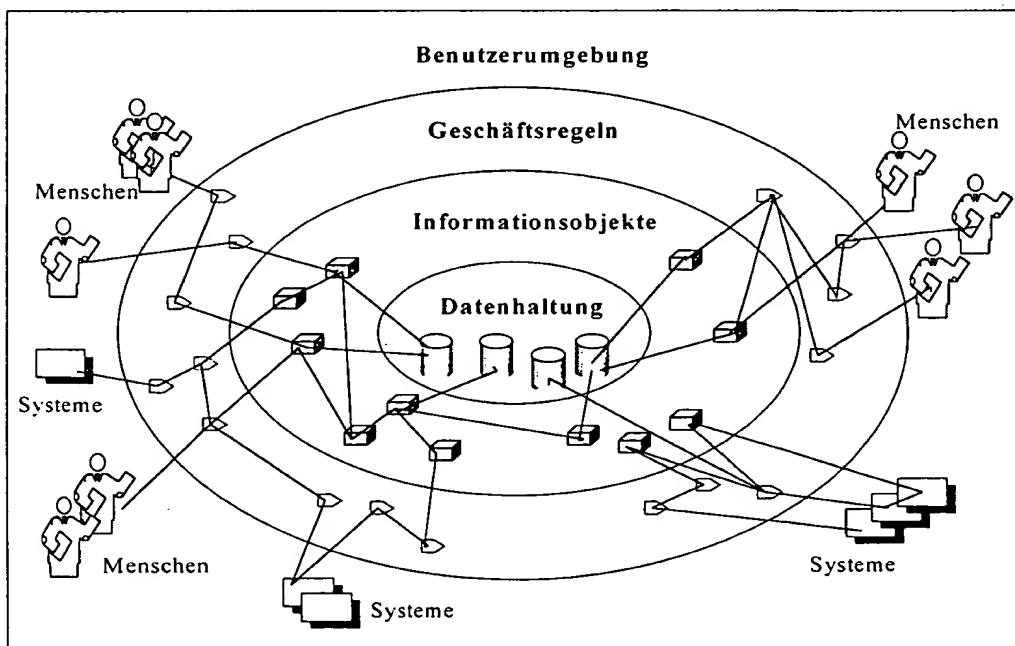 Benutzerumgebung
Geschäftsregeln
Menschen
Menschen
Informationsobjekte
Datenhaltung
Systeme
Menschen
Systeme
Systeme